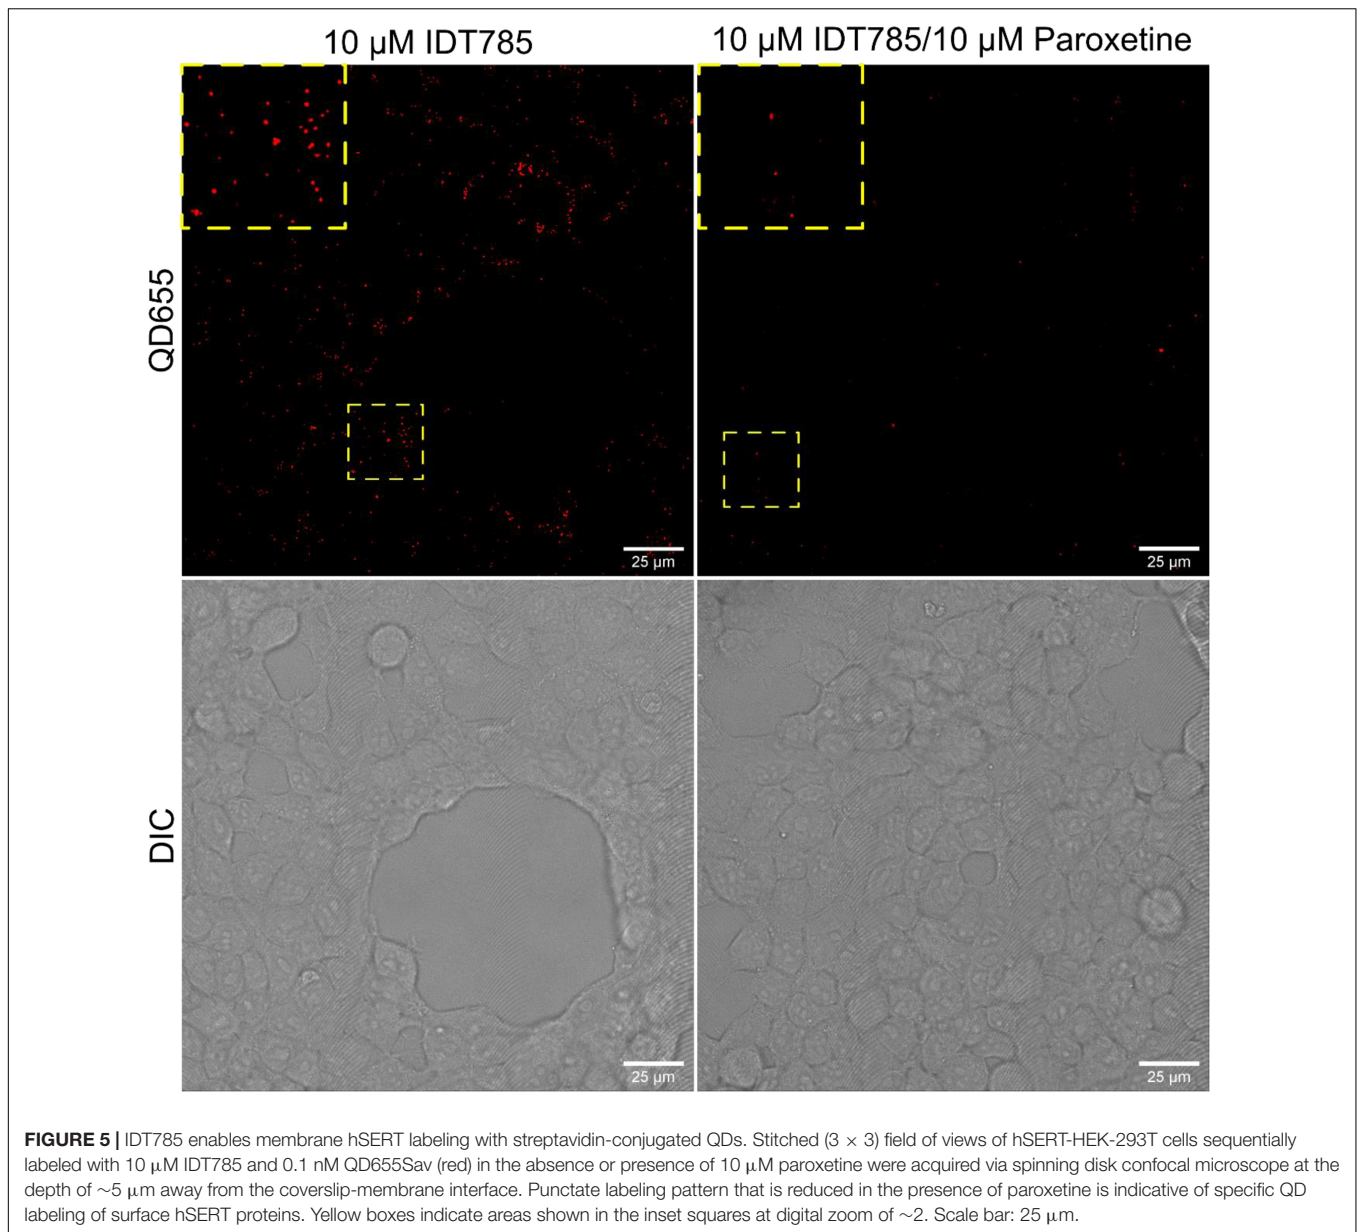 10 μM IDT785
10 μM IDT785/10 μM Paroxetine
QD655
25 μm
25 μm
DIC
25 μm
25 μm
FIGURE 5 | IDT785 enables membrane hSERT labeling with streptavidin-conjugated QDs. Stitched (3 × 3) field of views of hSERT-HEK-293T cells sequentially
labeled with 10 μM IDT785 and 0.1 nM QD655Sav (red) in the absence or presence of 10 μM paroxetine were acquired via spinning disk confocal microscope at the
depth of ~5 μm away from the coverslip-membrane interface. Punctate labeling pattern that is reduced in the presence of paroxetine is indicative of specific QD
labeling of surface hSERT proteins. Yellow boxes indicate areas shown in the inset squares at digital zoom of ~2. Scale bar: 25 μm.